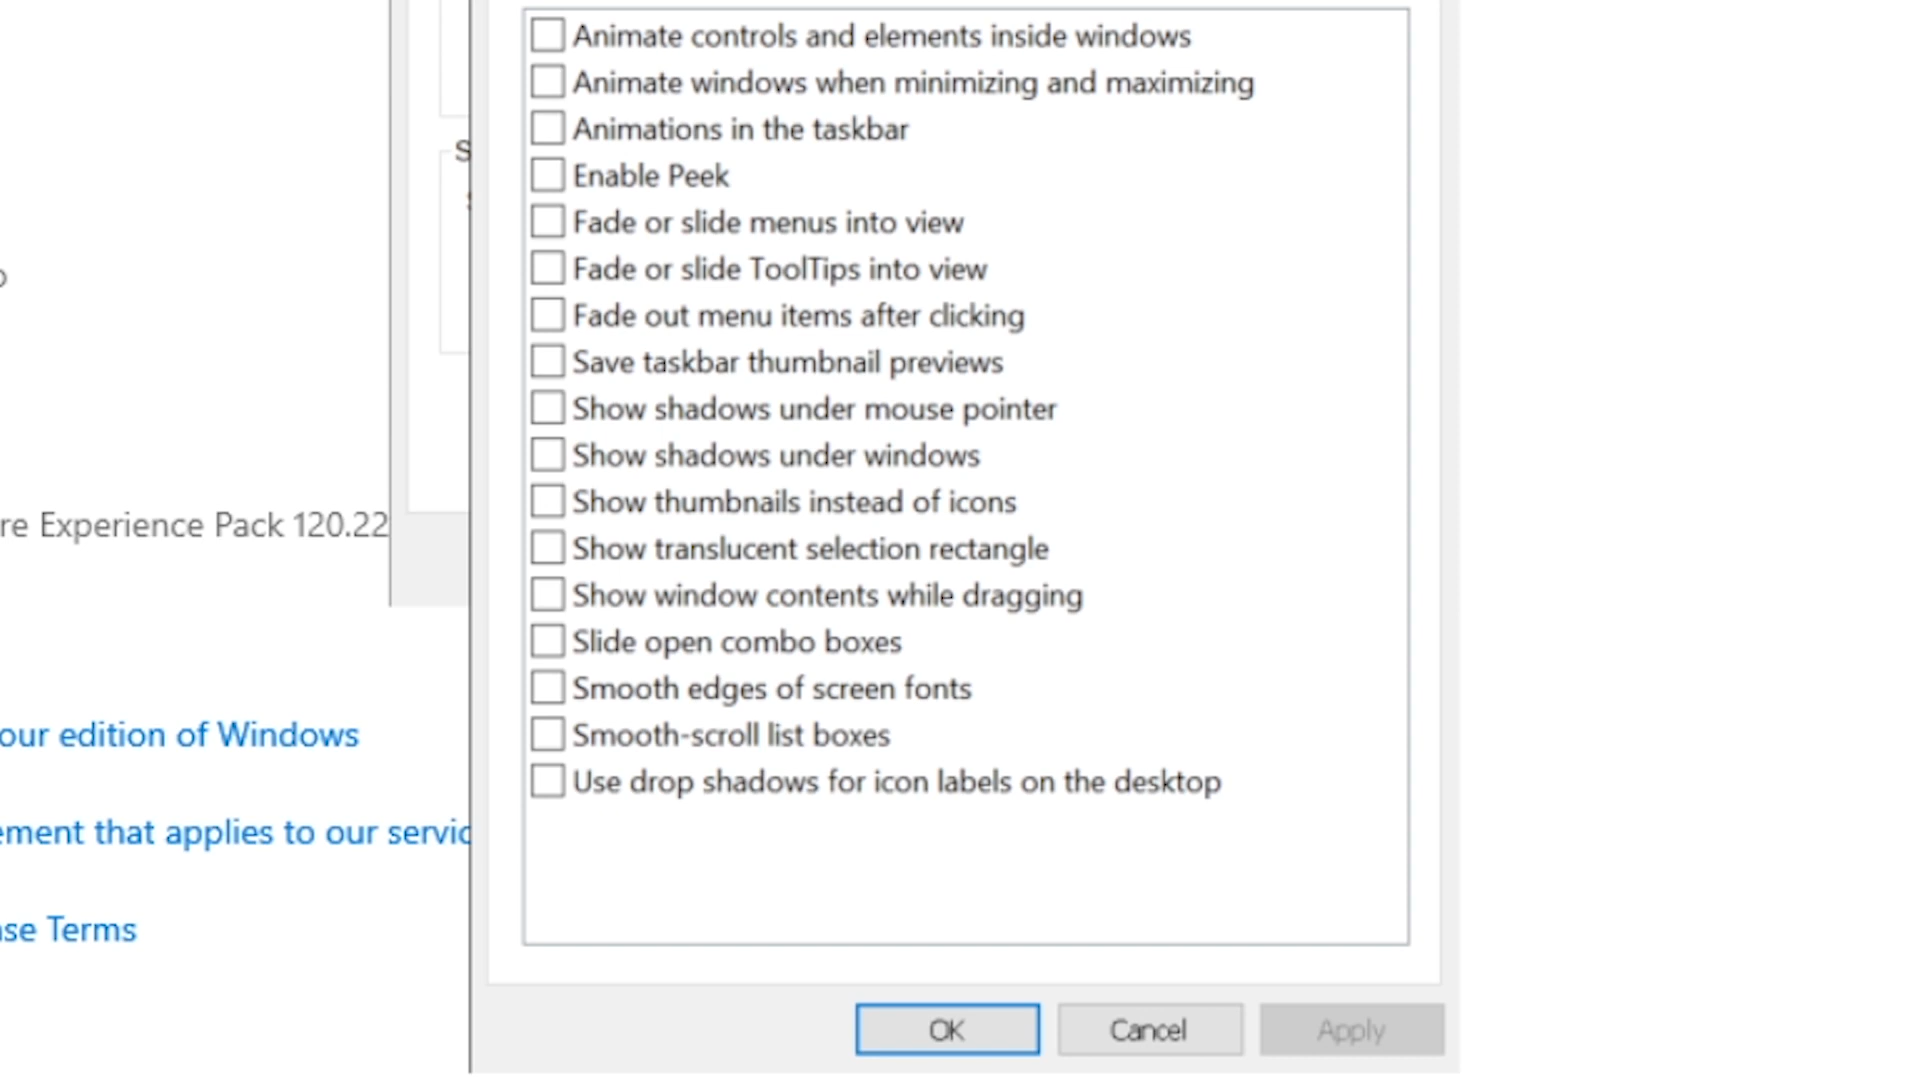 Animate controls and elements inside windows
Animate windows when minimizing and maximizing
Animations in the taskbar
Enable Peek
Fade or slide menus into view
Fade or slide ToolTips into view
Fade out menu items after clicking
Save taskbar thumbnail previews
Show shadows under mouse pointer
Show shadows under windows
Show thumbnails instead of icons
Show translucent selection rectangle
Show window contents while dragging
Slide open combo boxes
Smooth edges of screen fonts
Smooth-scroll list boxes
Use drop shadows for icon labels on the desktop
OK Cancel Apply
S
re Experience Pack 120.22
our edition of Windows
ement that applies to our servic
se Terms